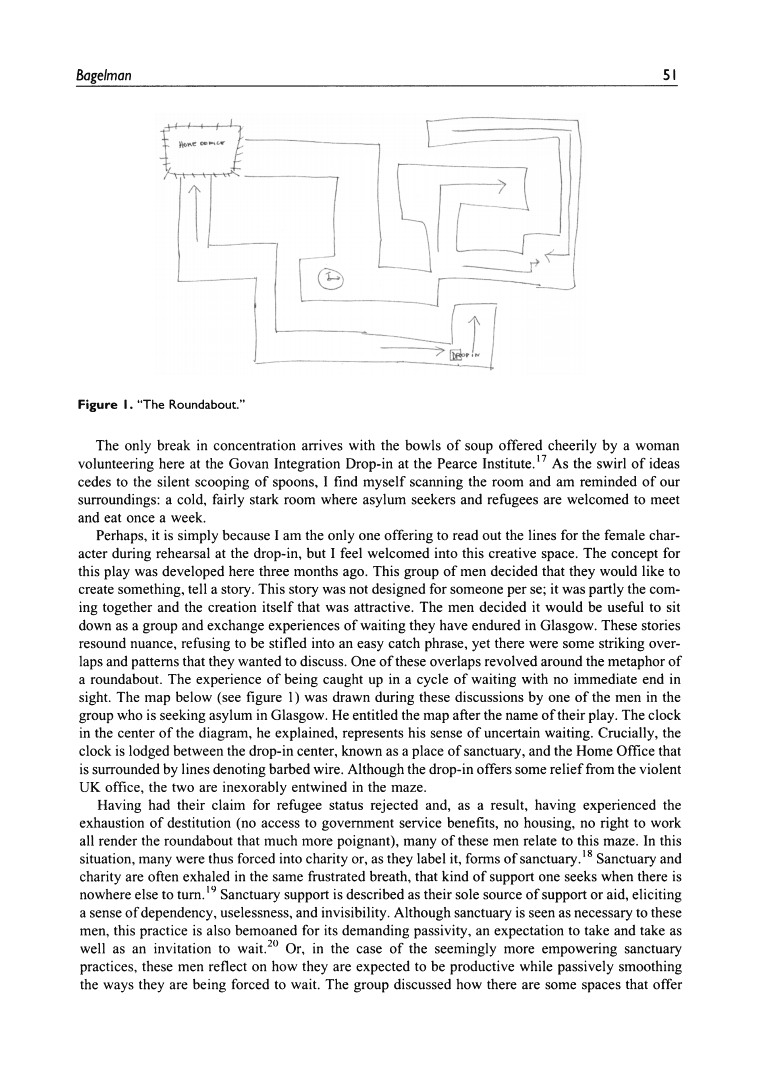 Bagelman 51
HOME OFFICE
DROP IN
Figure 1. “The Roundabout.”
The only break in concentration arrives with the bowls of soup offered cheerily by a woman
volunteering here at the Govan Integration Drop-in at the Pearce Institute.17 As the swirl of ideas
cedes to the silent scooping of spoons, I find myself scanning the room and am reminded of our
surroundings: a cold, fairly stark room where asylum seekers and refugees are welcomed to meet
and eat once a week.
Perhaps, it is simply because I am the only one offering to read out the lines for the female char-
acter during rehearsal at the drop-in, but I feel welcomed into this creative space. The concept for
this play was developed here three months ago. This group of men decided that they would like to
create something, tell a story. This story was not designed for someone per se; it was partly the com-
ing together and the creation itself that was attractive. The men decided it would be useful to sit
down as a group and exchange experiences of waiting they have endured in Glasgow. These stories
resound nuance, refusing to be stifled into an easy catch phrase, yet there were some striking over-
laps and patterns that they wanted to discuss. One of these overlaps revolved around the metaphor of
a roundabout. The experience of being caught up in a cycle of waiting with no immediate end in
sight. The map below (see figure 1) was drawn during these discussions by one of the men in the
group who is seeking asylum in Glasgow. He entitled the map after the name of their play. The clock
in the center of the diagram, he explained, represents his sense of uncertain waiting. Crucially, the
clock is lodged between the drop-in center, known as a place of sanctuary, and the Home Office that
is surrounded by lines denoting barbed wire. Although the drop-in offers some relief from the violent
UK office, the two are inexorably entwined in the maze.
Having had their claim for refugee status rejected and, as a result, having experienced the
exhaustion of destitution (no access to government service benefits, no housing, no right to work
all render the roundabout that much more poignant), many of these men relate to this maze. In this
situation, many were thus forced into charity or, as they label it, forms of sanctuary.18 Sanctuary and
charity are often exhaled in the same frustrated breath, that kind of support one seeks when there is
nowhere else to turn.19 Sanctuary support is described as their sole source of support or aid, eliciting
a sense of dependency, uselessness, and invisibility. Although sanctuary is seen as necessary to these
men, this practice is also bemoaned for its demanding passivity, an expectation to take and take as
well as an invitation to wait.20 Or, in the case of the seemingly more empowering sanctuary
practices, these men reflect on how they are expected to be productive while passively smoothing
the ways they are being forced to wait. The group discussed how there are some spaces that offer